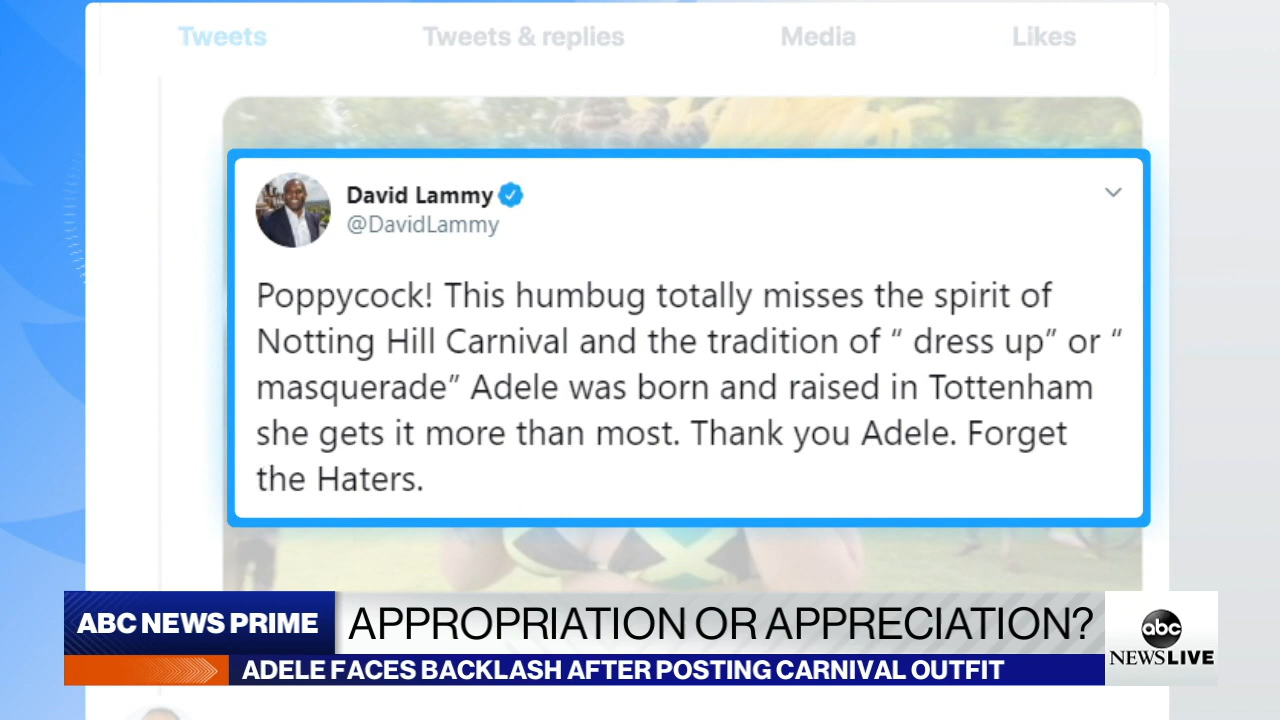 Tweets Tweets & replies Media Likes
David Lammy
@DavidLammy
Poppycock! This humbug totally misses the spirit of
Notting Hill Carnival and the tradition of “ dress up” or “
masquerade” Adele was born and raised in Tottenham
she gets it more than most. Thank you Adele. Forget
the Haters.
ABC NEWS PRIME
APPROPRIATION OR APPRECIATION?
ADELE FACES BACKLASH AFTER POSTING CARNIVAL OUTFIT
abc
NEWS LIVE